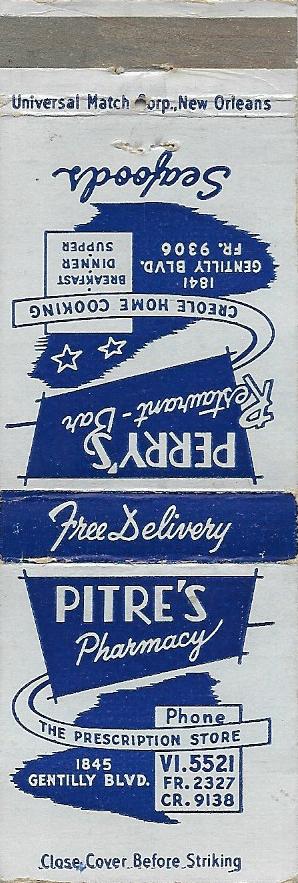 Universal Match Corp., New Orleans
PERRY'S
Restaurant - Bar
CREOLE HOME COOKING
BREAKFAST
DINNER
SUPPER
1841
GENTILLY BLVD.
FR. 9306
Seafoods
Free Delivery
PITRE'S
Pharmacy
Phone
THE PRESCRIPTION STORE
VI.5521
FR.2327
CR.9138
1845
GENTILLY BLVD.
Close Cover Before Striking